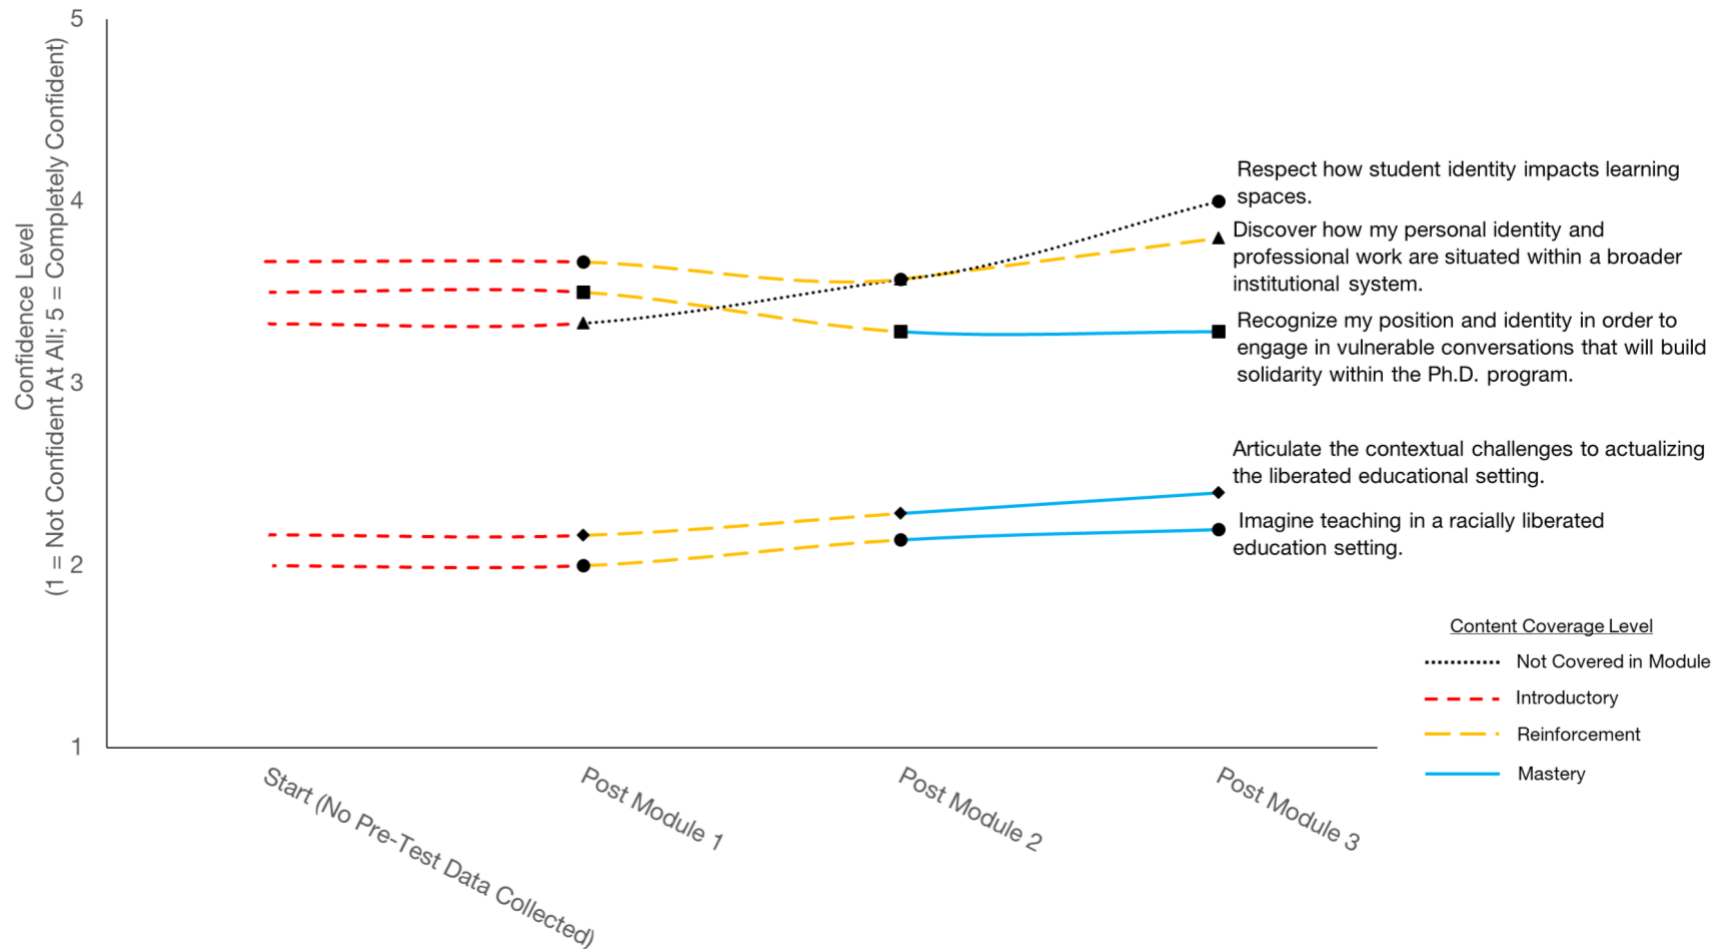 5
4
3
2
1
Confidence Level
(1 = Not Confident At All; 5 = Completely Confident)
Respect how student identity impacts learning
spaces.
Discover how my personal identity and
professional work are situated within a broader
institutional system.
Recognize my position and identity in order to
engage in vulnerable conversations that will build
solidarity within the Ph.D. program.
Articulate the contextual challenges to actualizing
the liberated educational setting.
Imagine teaching in a racially liberated
education setting.
Content Coverage Level
Not Covered in Module
Introductory
Reinforcement
Mastery
Start (No Pre-Test Data Collected)
Post Module 1
Post Module 2
Post Module 3